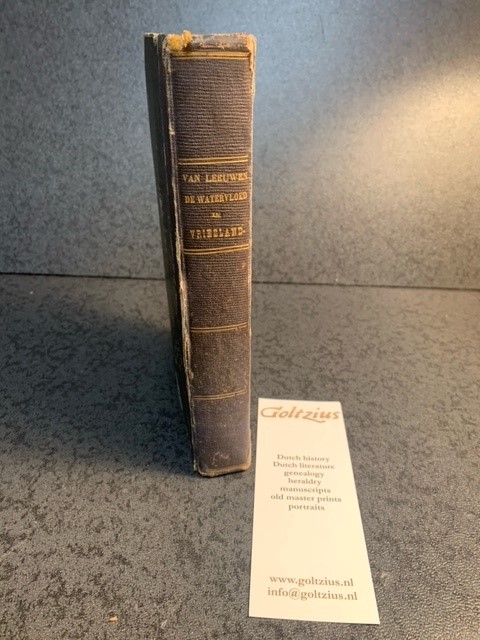 VAN LEEUWEN
DE WATERVLOED
IN
VRIESLAND
Goltzius
Dutch history
Dutch literature
genealogy
heraldry
manuscripts
old master prints
portraits
www.goltzius.nl
info@goltzius.nl